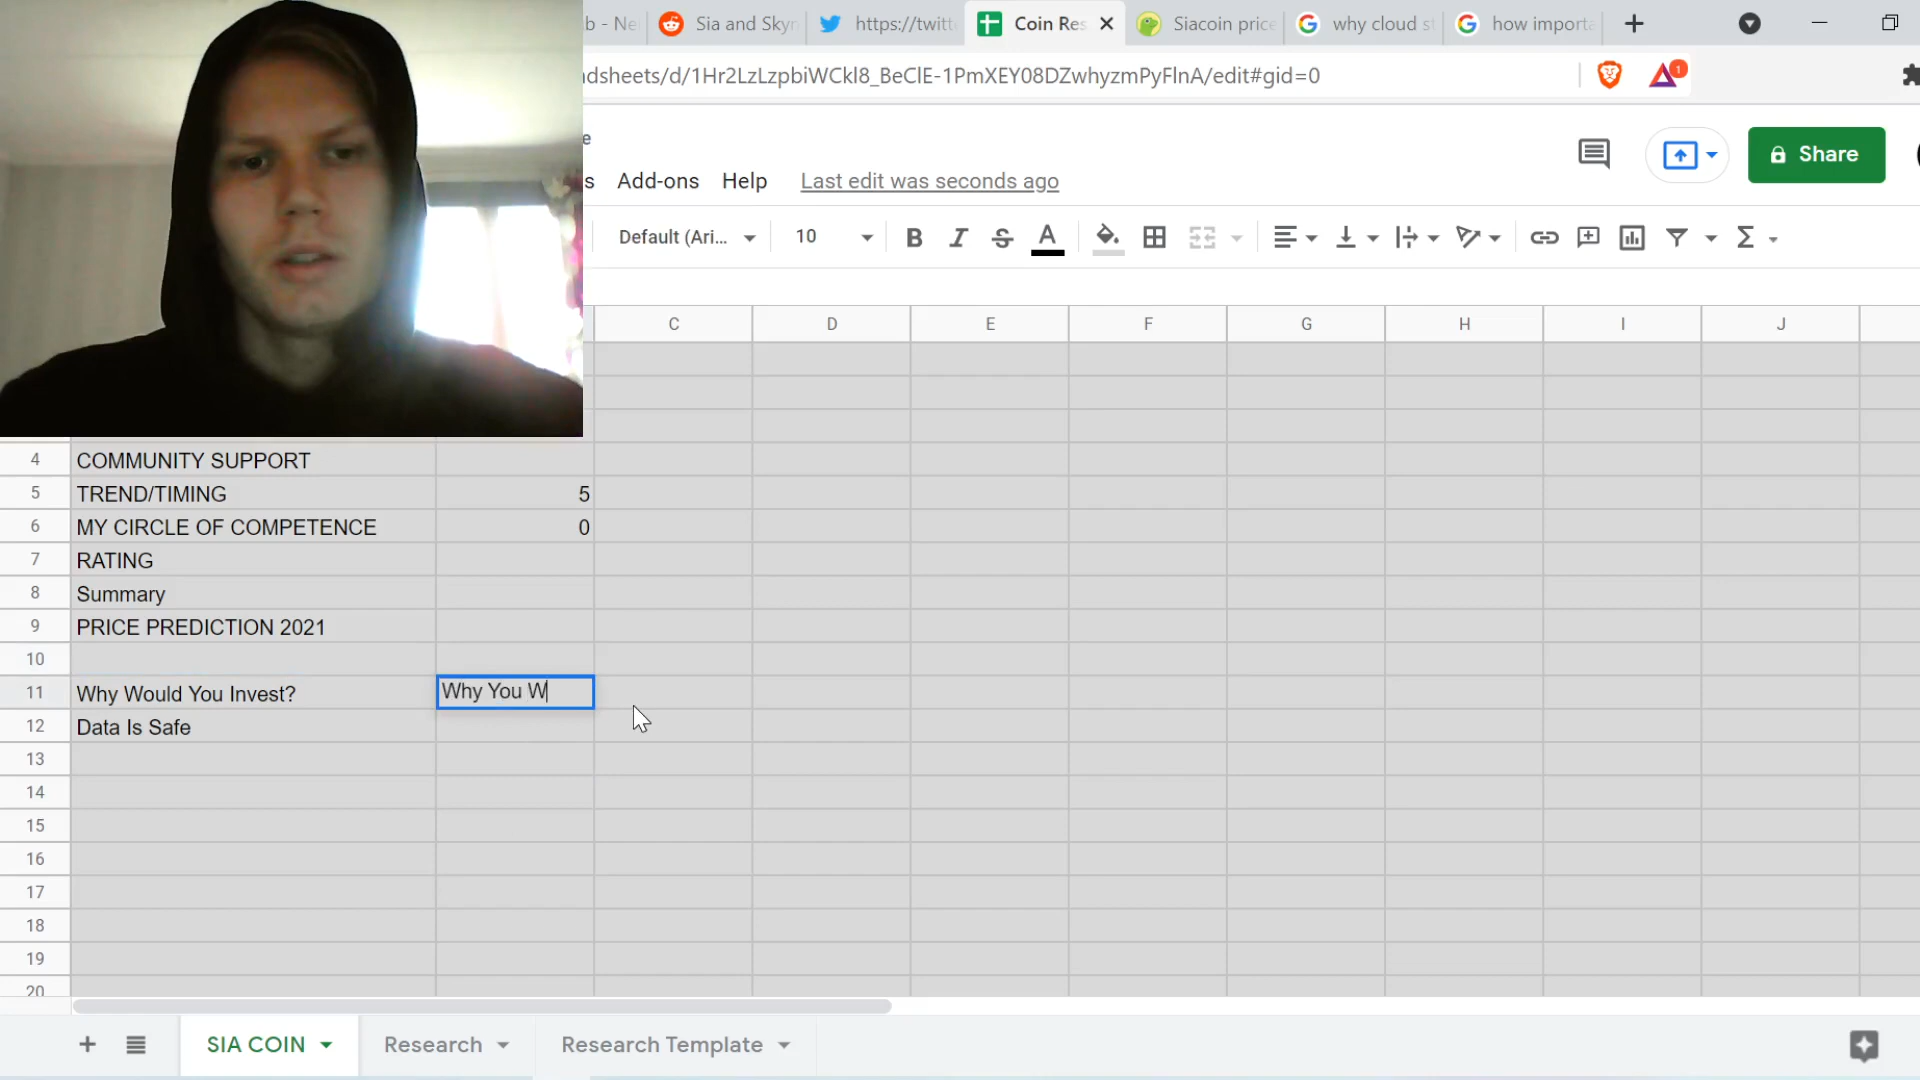 b - Ne
Sia and Sky
https://twitt
Coin Res
Siacoin price
why cloud st
how importa
dsheets/d/1Hr2LzLzpbiWCkl8_BeClE-1PmXEY08DZwhyzmPyFlnA/edit#gid=0
1
e
s Add-ons Help Last edit was seconds ago
Share
Default (Ari... 10 B I S A
C D E F G H I J
4 COMMUNITY SUPPORT
5 TREND/TIMING 5
6 MY CIRCLE OF COMPETENCE 0
7 RATING
8 Summary
9 PRICE PREDICTION 2021
10
11 Why Would You Invest? Why You W
12 Data Is Safe
13
14
15
16
17
18
19
20
SIA COIN Research Research Template